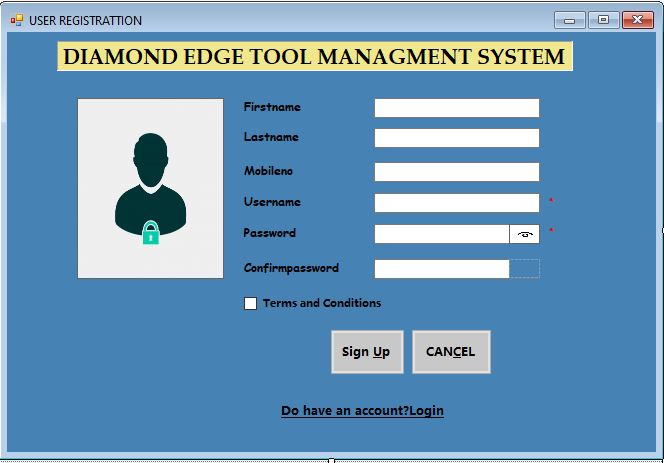 USER REGISTRATTION
DIAMOND EDGE TOOL MANAGMENT SYSTEM
Firstname
Lastname
Mobileno
Username *
Password *
Confirmpassword
Terms and Conditions
Sign Up CANCEL
Do have an account?Login